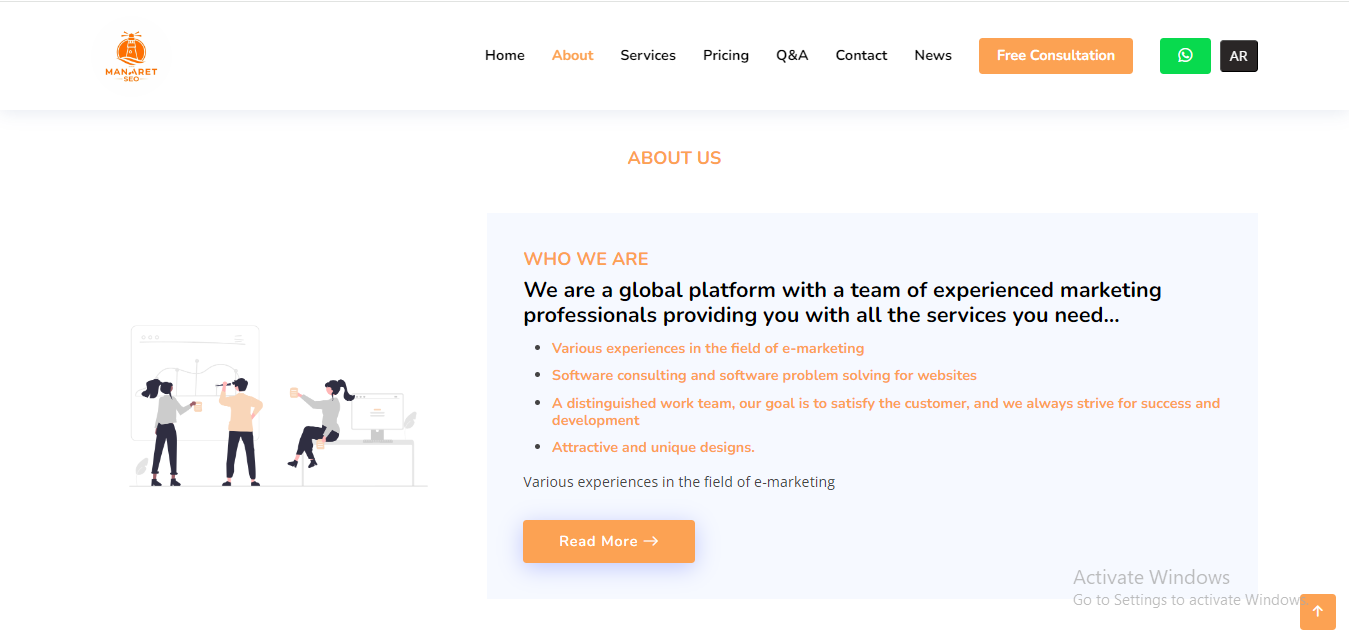 MANARET
SEO
Home About Services Pricing Q&A Contact News Free Consultation AR
ABOUT US
WHO WE ARE
We are a global platform with a team of experienced marketing
professionals providing you with all the services you need...
Various experiences in the field of e-marketing
Software consulting and software problem solving for websites
A distinguished work team, our goal is to satisfy the customer, and we always strive for success and
development
Attractive and unique designs.
Various experiences in the field of e-marketing
Read More →
Activate Windows
Go to Settings to activate Windows.